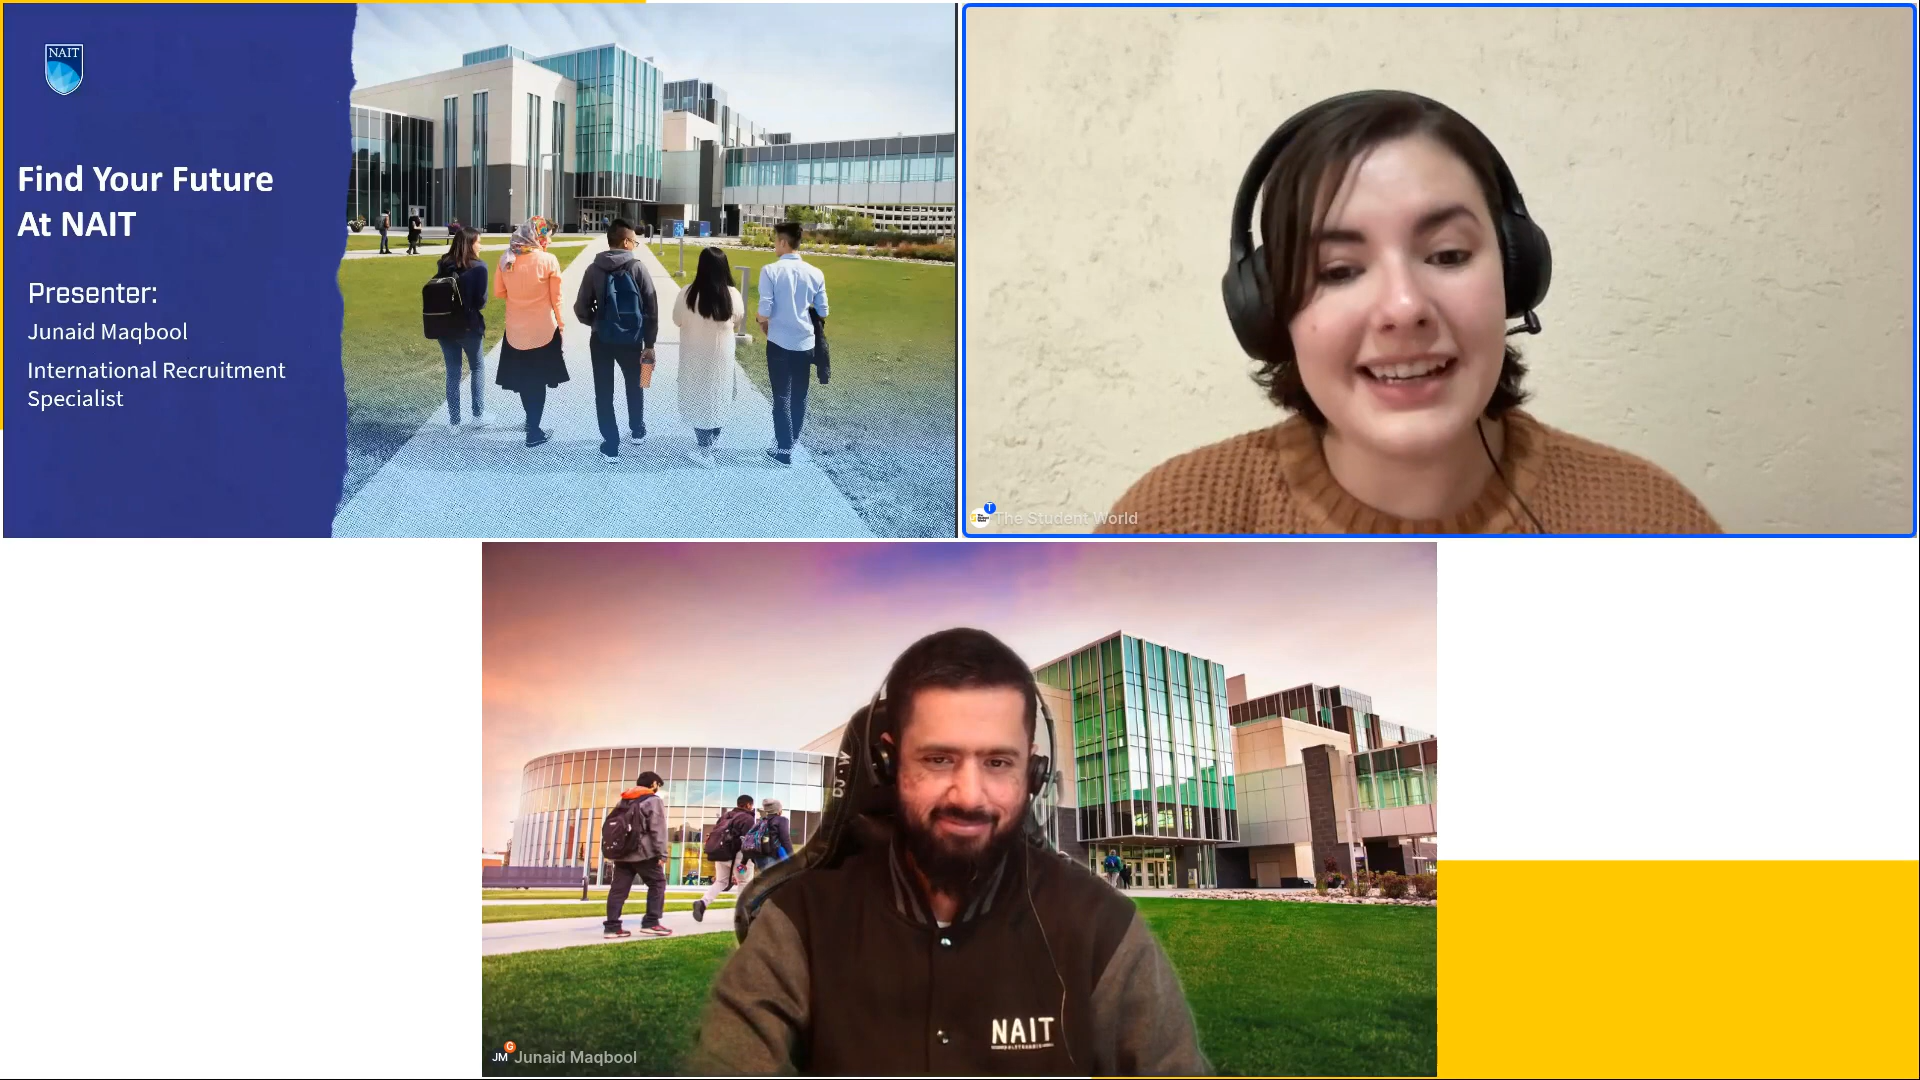 NAIT
Find Your Future
At NAIT
Presenter:
Junaid Maqbool
International Recruitment
Specialist
T
The Student World
DJ · W
NAIT
G
JM
Junaid Maqbool